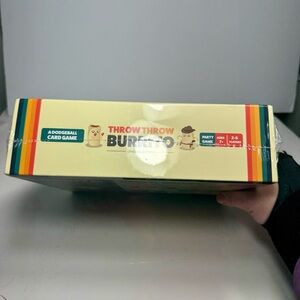 A DODGEBALL
CARD GAME
THROW THROW
BURRITO
PARTY
GAME
AGES
7+
2-6
PLAYERS